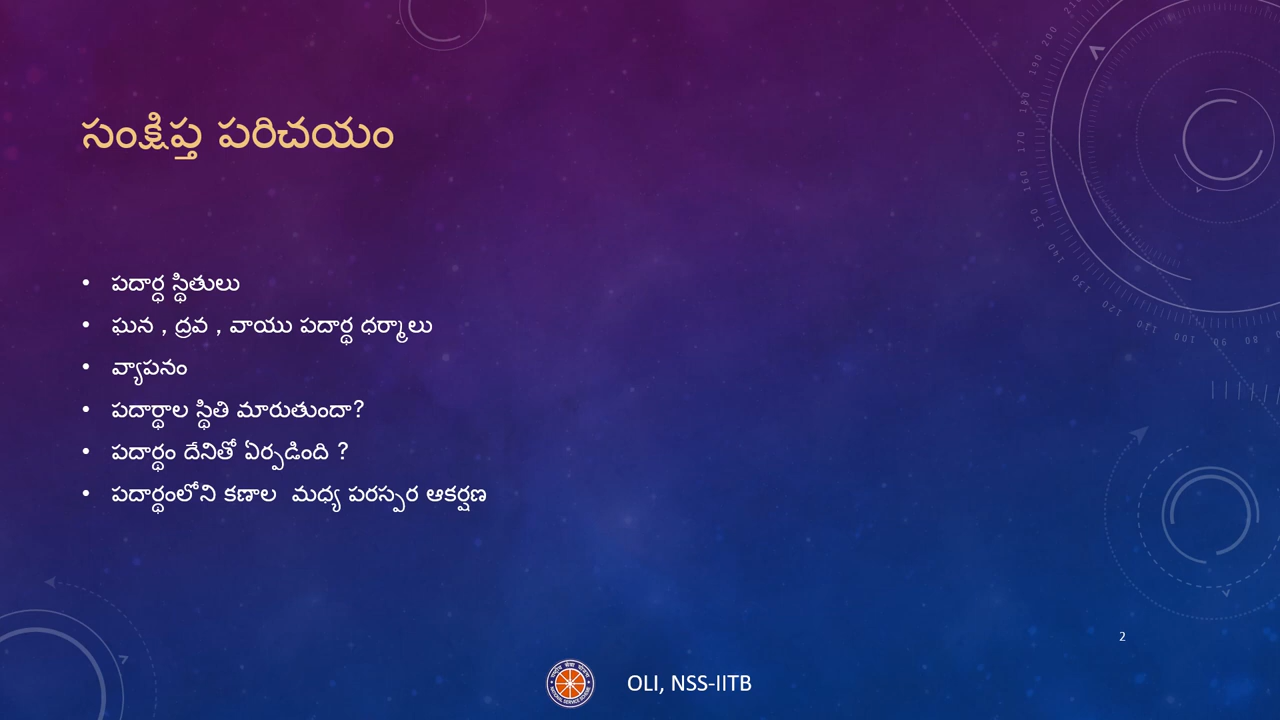 సంక్షిప్త పరిచయం
• పదార్ధ స్థితులు
• ఘన , ద్రవ , వాయు పదార్థ ధర్మాలు
• వ్యాపనం
• పదార్థాల స్థితి మారుతుందా?
• పదార్థం దేనితో ఏర్పడింది ?
• పదార్థంలోని కణాల మధ్య పరస్పర ఆకర్షణ
2
OLI, NSS-IITB